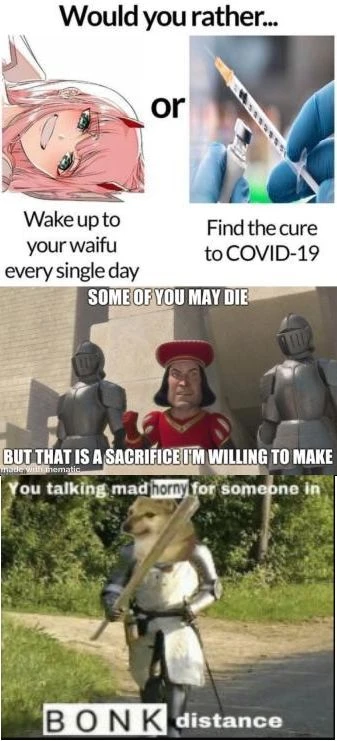 Would you rather...
or
Wake up to
your waifu
every single day
Find the cure
to COVID-19
SOME OF YOU MAY DIE
BUT THAT IS A SACRIFICE I'M WILLING TO MAKE
made with mematic
You talking mad horny for someone in
BONK distance